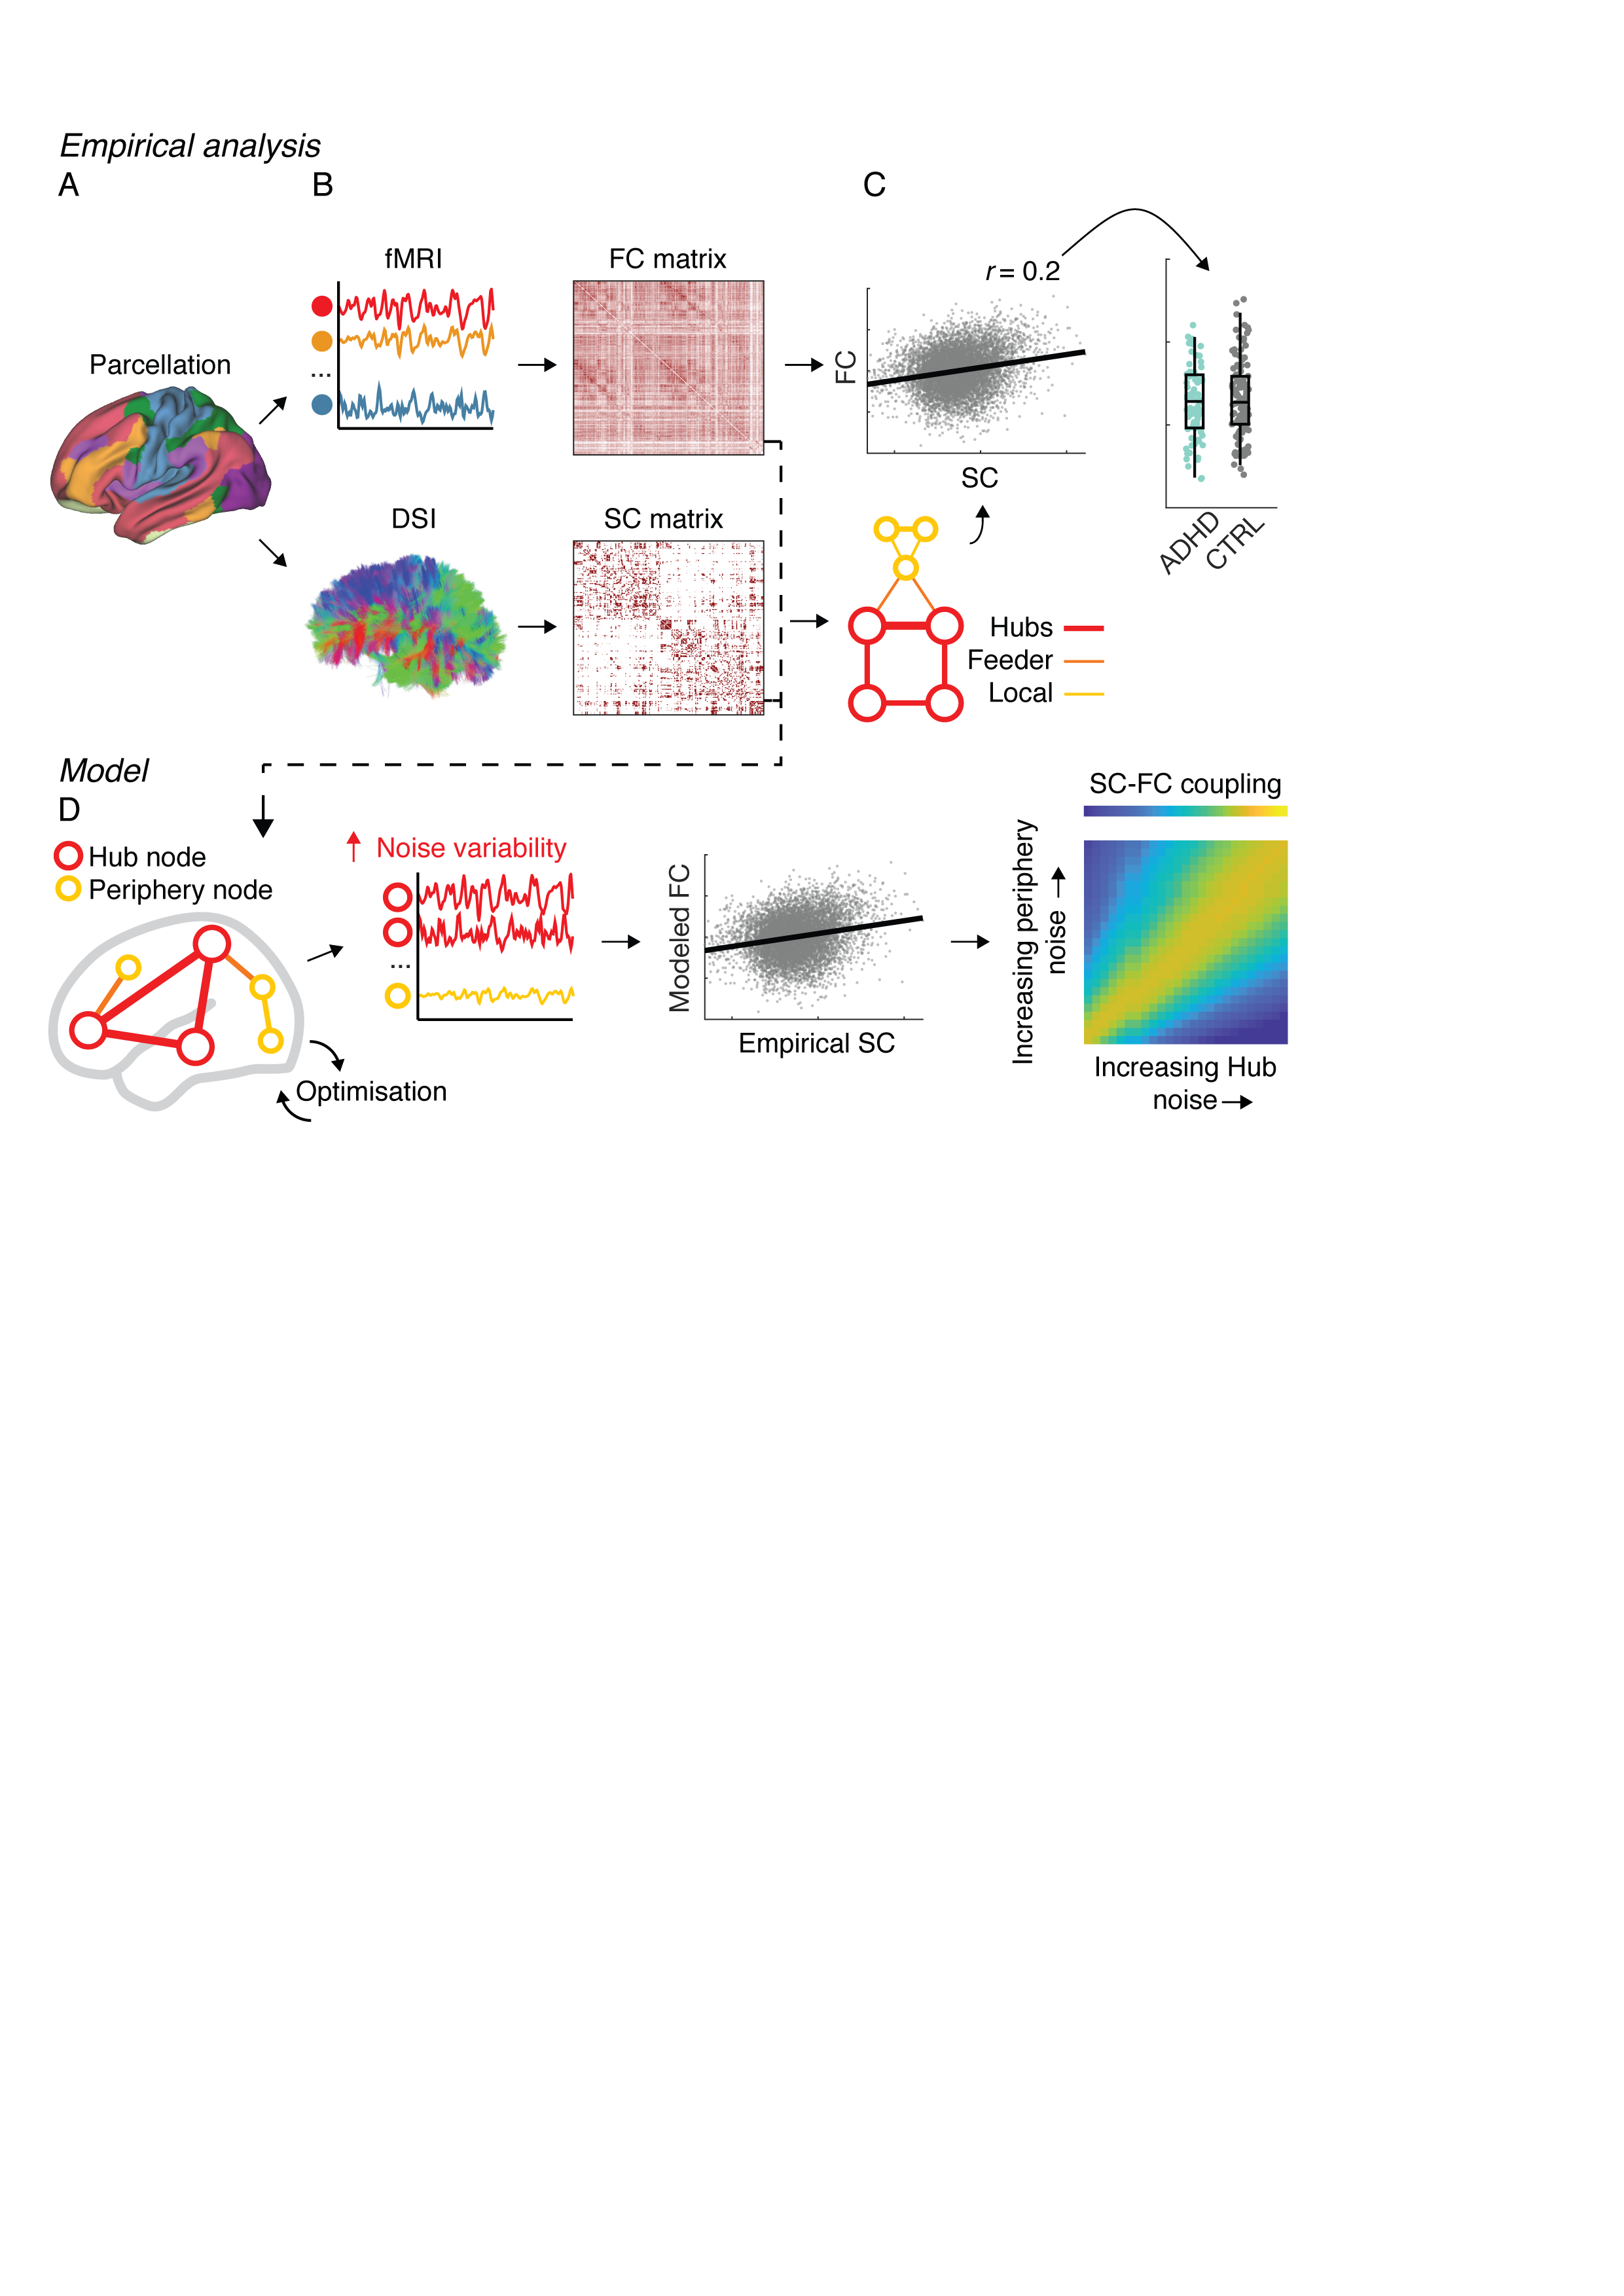 Empirical analysis
A
B
C
fMRI
FC matrix
r = 0.2
Parcellation
...
FC
SC
DSI
SC matrix
ADHD
CTRL
Hubs
Feeder
Local
Model
D
Hub node
Periphery node
Noise variability
...
Optimisation
Modeled FC
Empirical SC
SC-FC coupling
Increasing periphery
noise
Increasing Hub
noise